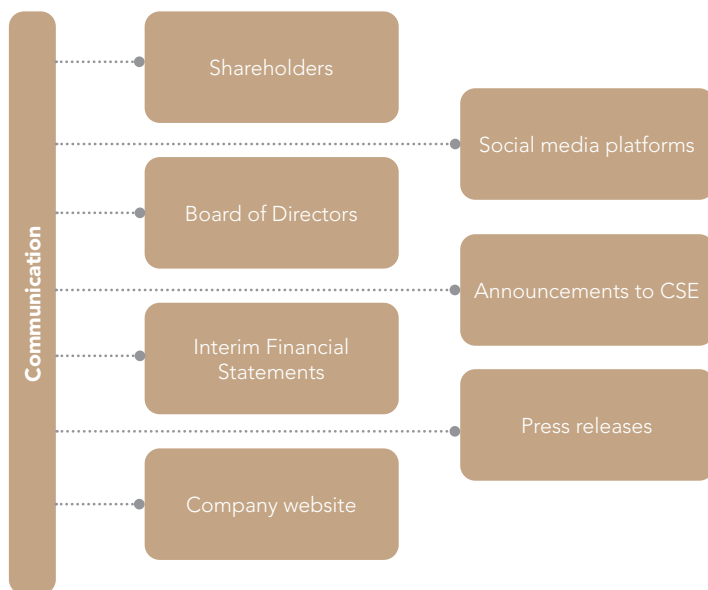 Communication
Shareholders
Social media platforms
Board of Directors
Announcements to CSE
Interim Financial
Statements
Press releases
Company website